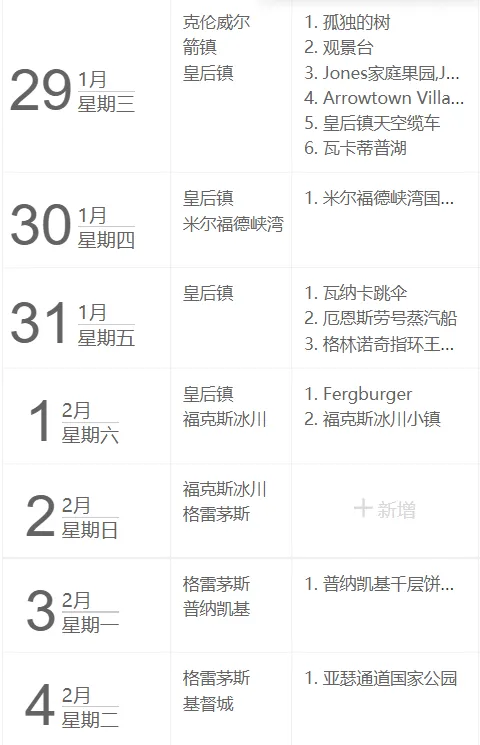 29 1月 星期三
克伦威尔
箭镇
皇后镇
1. 孤独的树
2. 观景台
3. Jones家庭果园,J...
4. Arrowtown Villa...
5. 皇后镇天空缆车
6. 瓦卡蒂普湖
30 1月 星期四
皇后镇
米尔福德峡湾
1. 米尔福德峡湾国...
31 1月 星期五
皇后镇
1. 瓦纳卡跳伞
2. 厄恩斯劳号蒸汽船
3. 格林诺奇指环王...
1 2月 星期六
皇后镇
福克斯冰川
1. Fergburger
2. 福克斯冰川小镇
2 2月 星期日
福克斯冰川
格雷茅斯
+ 新增
3 2月 星期一
格雷茅斯
普纳凯基
1. 普纳凯基千层饼...
4 2月 星期二
格雷茅斯
基督城
1. 亚瑟通道国家公园